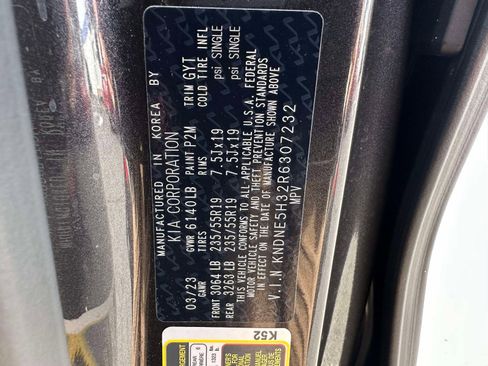 MANUFACTURED IN KOREA BY
KIA CORPORATION
03/23 GVWR 6140LB PAINT P2M TRIM GYT
GAWR TIRES RIMS COLD TIRE INFL
FRONT 3064 LB 235/55R19 7.5Jx19 psi SINGLE
REAR 3263 LB 235/55R19 7.5Jx19 psi SINGLE
THIS VEHICLE CONFORMS TO ALL APPLICABLE U.S.A. FEDERAL
MOTOR VEHICLE SAFETY AND THEFT PREVENTION STANDARDS
IN EFFECT ON THE DATE OF MANUFACTURE SHOWN ABOVE
V.I.N KNDNE5H32R6307232
MPV
K52